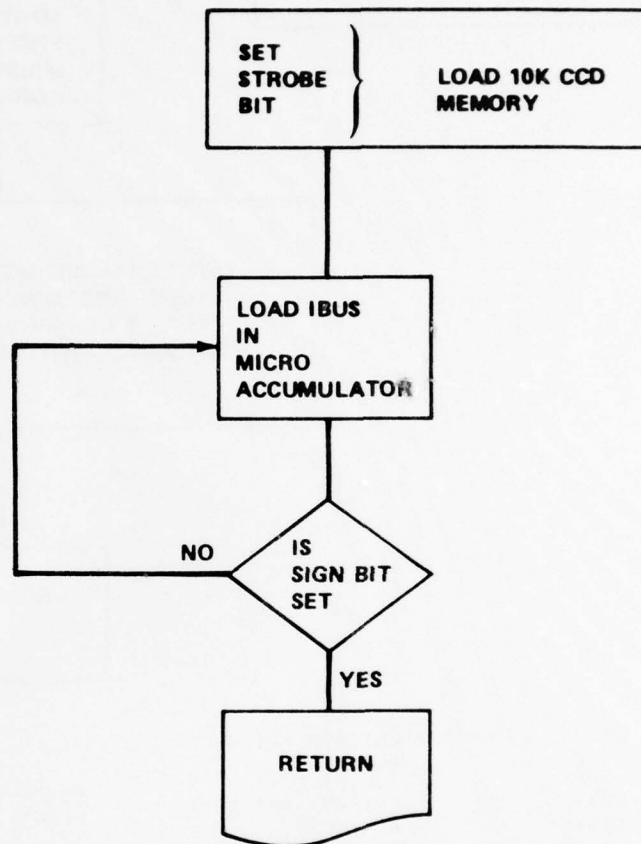 SET
STROBE
BIT
LOAD 10K CCD
MEMORY
LOAD IBUS
IN
MICRO
ACCUMULATOR
NO
IS
SIGN BIT
SET
YES
RETURN